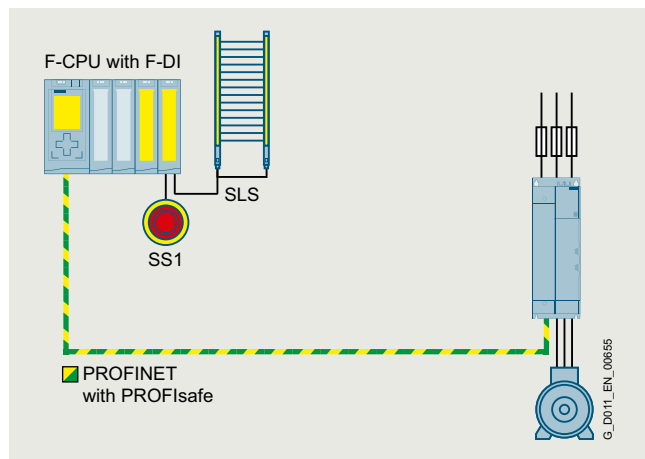 F-CPU with F-DI
SLS
SS1
PROFINET
with PROFIsafe
G_D011_EN_00655